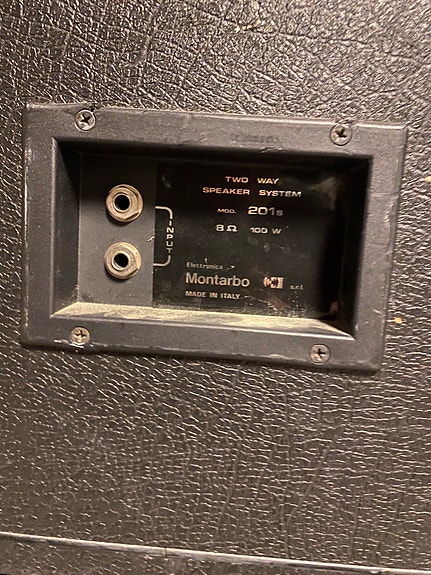 TWO WAY
SPEAKER SYSTEM
MOD. 201s
8 Ω 100 W
INPUT
Elettronica
Montarbo s.r.l.
MADE IN ITALY